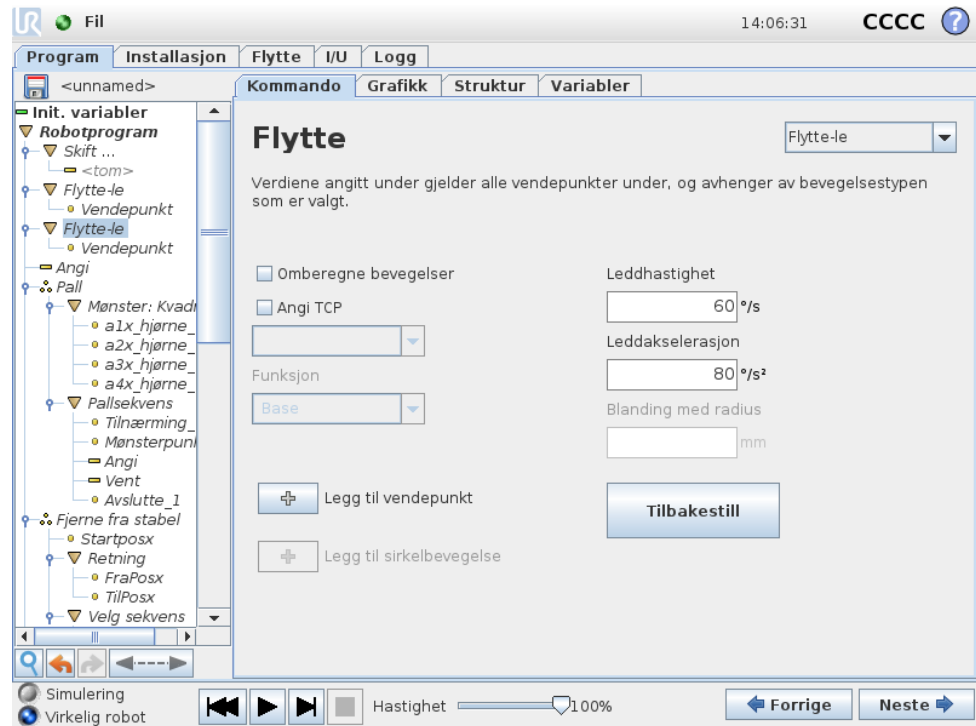 UR Fil 14:06:31 CCCC ?
Program Installasjon Flytte I/U Logg
<unnamed>
Kommando Grafikk Struktur Variabler
Init. variabler
Robotprogram
Skift ...
<tom>
Flytte-le
Vendepunkt
Flytte-le
Vendepunkt
Angi
Pall
Mønster: Kvadr
a1x_hjørne_
a2x_hjørne_
a3x_hjørne_
a4x_hjørne_
Pallsekvens
Tilnærming_
Mønsterpunl
Angi
Vent
Avslutte_1
Fjerne fra stabel
Startposx
Retning
FraPosx
TilPosx
Velg sekvens
Flytte
Flytte-le
Verdiene angitt under gjelder alle vendepunkter under, og avhenger av bevegelsestypen
som er valgt.
Omberegne bevegelser
Angi TCP
Funksjon
Base
Leddhastighet
60 °/s
Leddakselerasjon
80 °/s²
Blanding med radius
mm
Legg til vendepunkt
Legg til sirkelbevegelse
Tilbakestill
Simulering
Virkelig robot
Hastighet 100%
Forrige
Neste